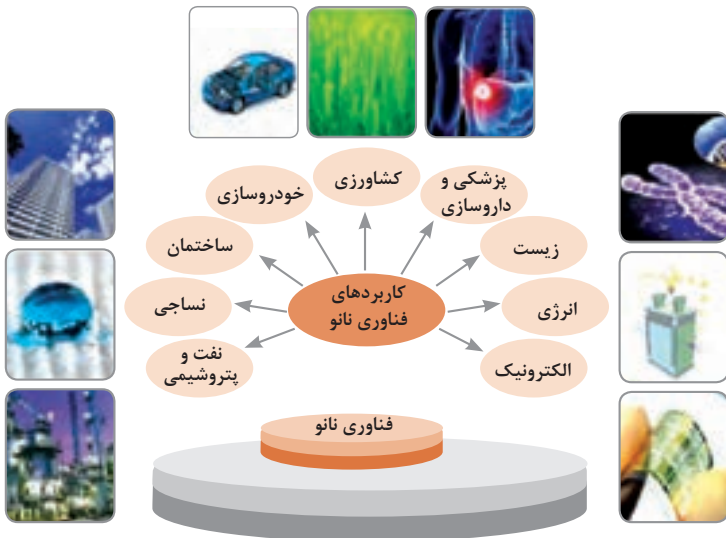 کشاورزی
پزشکی و
داروسازی
خودروسازی
زیست
ساختمان
کاربردهای
فناوری نانو
انرژی
نساجی
الکترونیک
نفت و
پتروشیمی
فناوری نانو